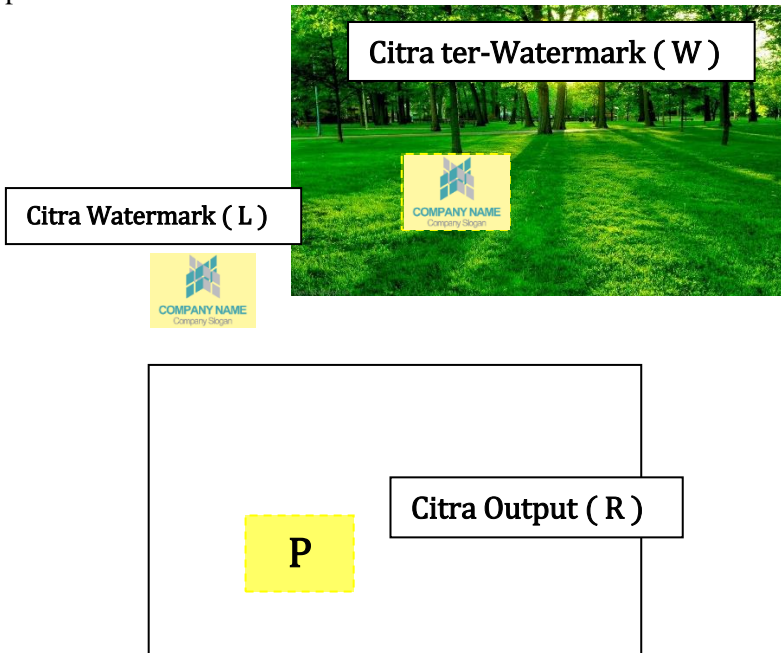 Citra ter-Watermark ( W )
COMPANY NAME
Company Slogan
Citra Watermark ( L )
COMPANY NAME
Company Slogan
Citra Output ( R )
P